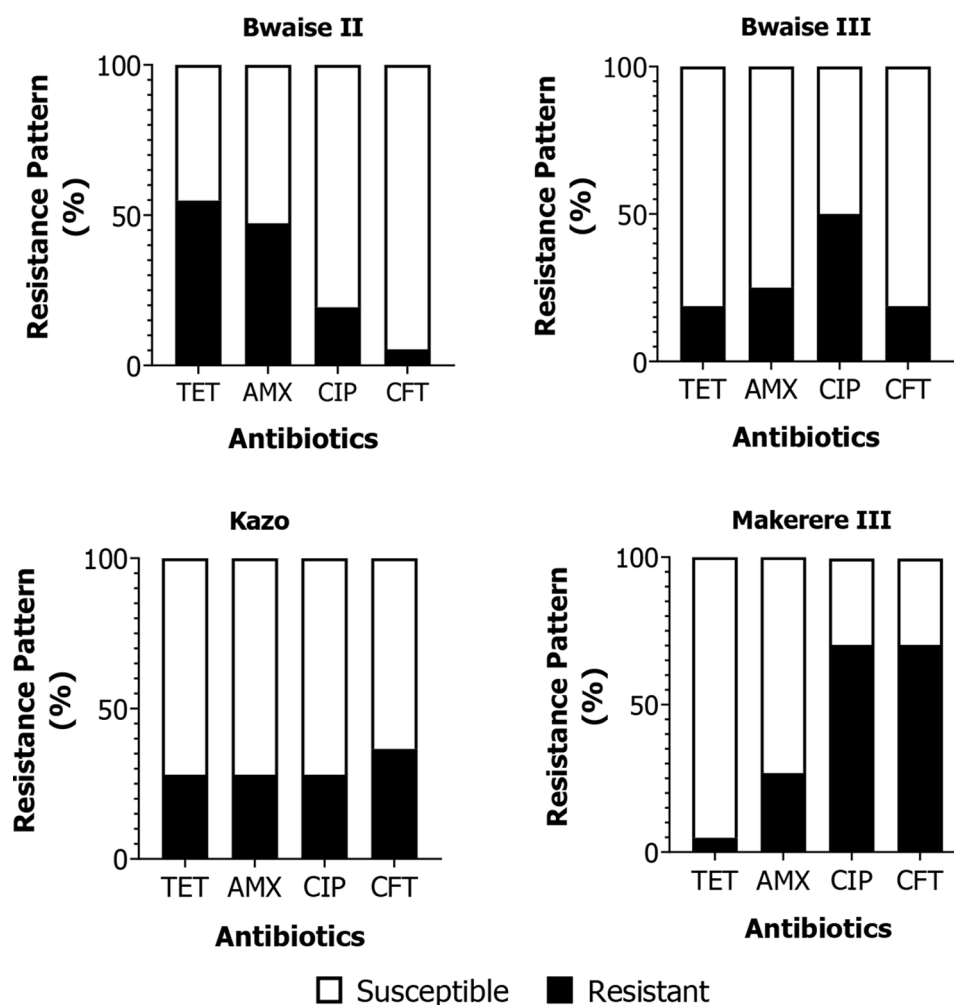 Bwaise II
Resistance Pattern
(%)
100
50
0
TET AMX CIP CFT
Antibiotics
Bwaise III
Resistance Pattern
(%)
100
50
0
TET AMX CIP CFT
Antibiotics
Kazo
Resistance Pattern
(%)
100
50
0
TET AMX CIP CFT
Antibiotics
Makerere III
Resistance Pattern
(%)
100
50
0
TET AMX CIP CFT
Antibiotics
Susceptible Resistant